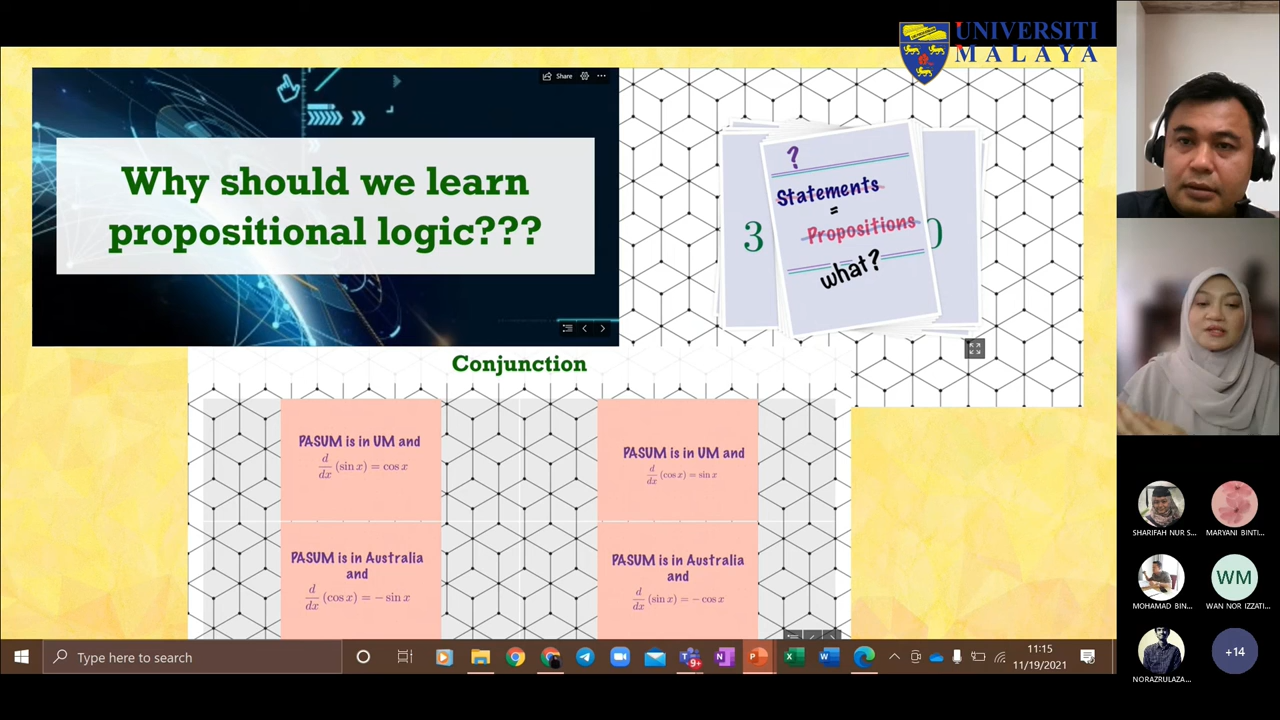 UNIVERSITI
MALAYA
Share
Why should we learn
propositional logic???
?
Statements
=
Propositions
what?
3
0
Conjunction
PASUM is in UM and
d/dx (sin x) = cos x
PASUM is in UM and
d/dx (cos x) = sin x
PASUM is in Australia
and
d/dx (cos x) = − sin x
PASUM is in Australia
and
d/dx (sin x) = − cos x
SHARIFAH NUR S...
MARYANI BINTI...
MOHAMAD BIN...
WM
WAN NOR IZZATI...
NORAZRULAZA...
+14
Type here to search
9+
11:15
11/19/2021